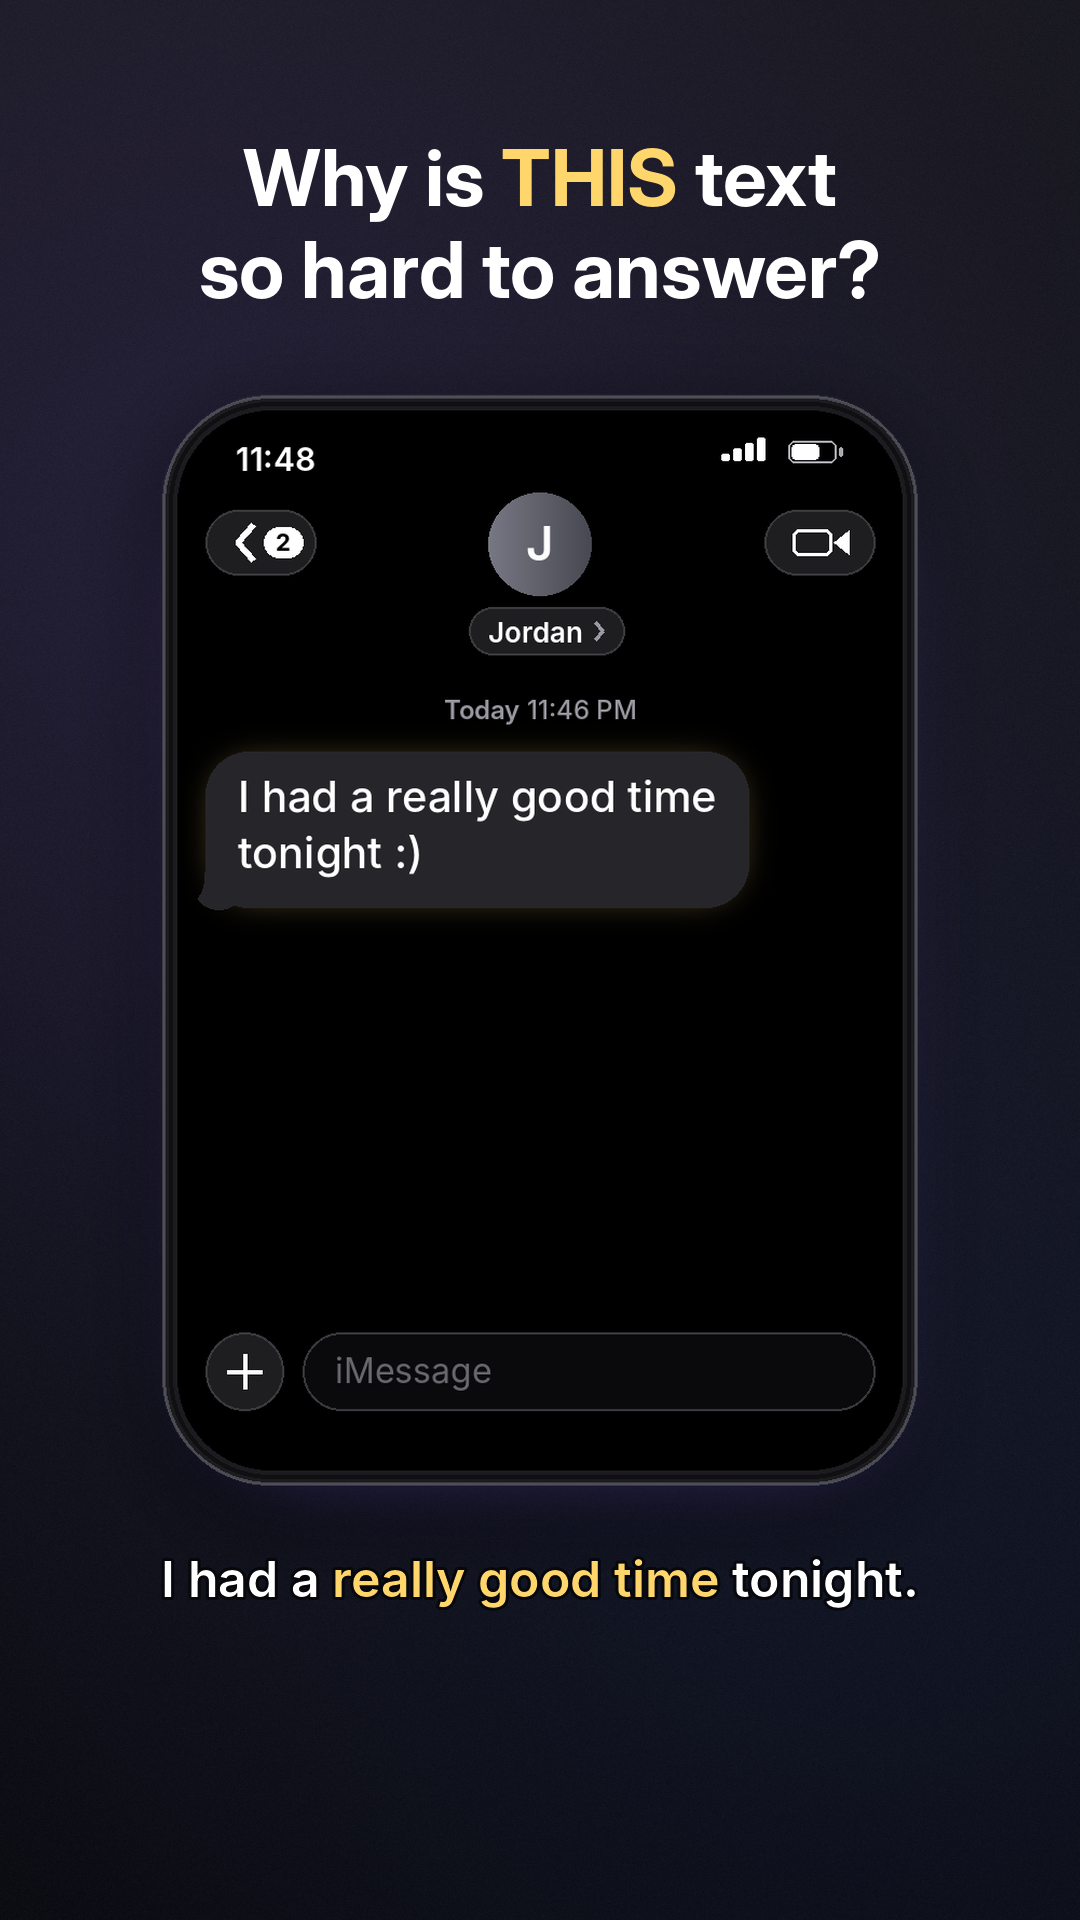 Why is THIS text
so hard to answer?
11:48
2
J
Jordan
Today 11:46 PM
I had a really good time
tonight :)
iMessage
I had a really good time tonight.